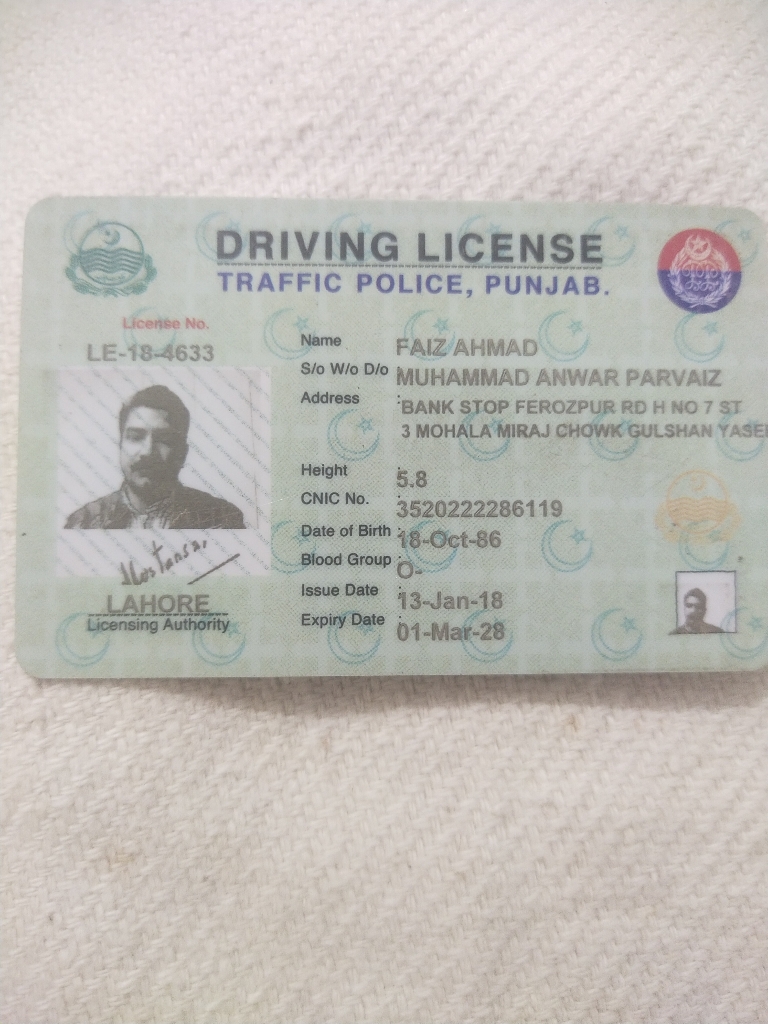 DRIVING LICENSE
TRAFFIC POLICE, PUNJAB.
License No.
LE-18-4633
Name FAIZ AHMAD
S/o W/o D/o MUHAMMAD ANWAR PARVAIZ
Address BANK STOP FEROZPUR RD H NO 7 ST
3 MOHALA MIRAJ CHOWK GULSHAN
Height 5.8
CNIC No. 3520222286119
Date of Birth : 18-Oct-86
Blood Group : O-
Issue Date : 13-Jan-18
Expiry Date : 01-Mar-28
LAHORE
Licensing Authority